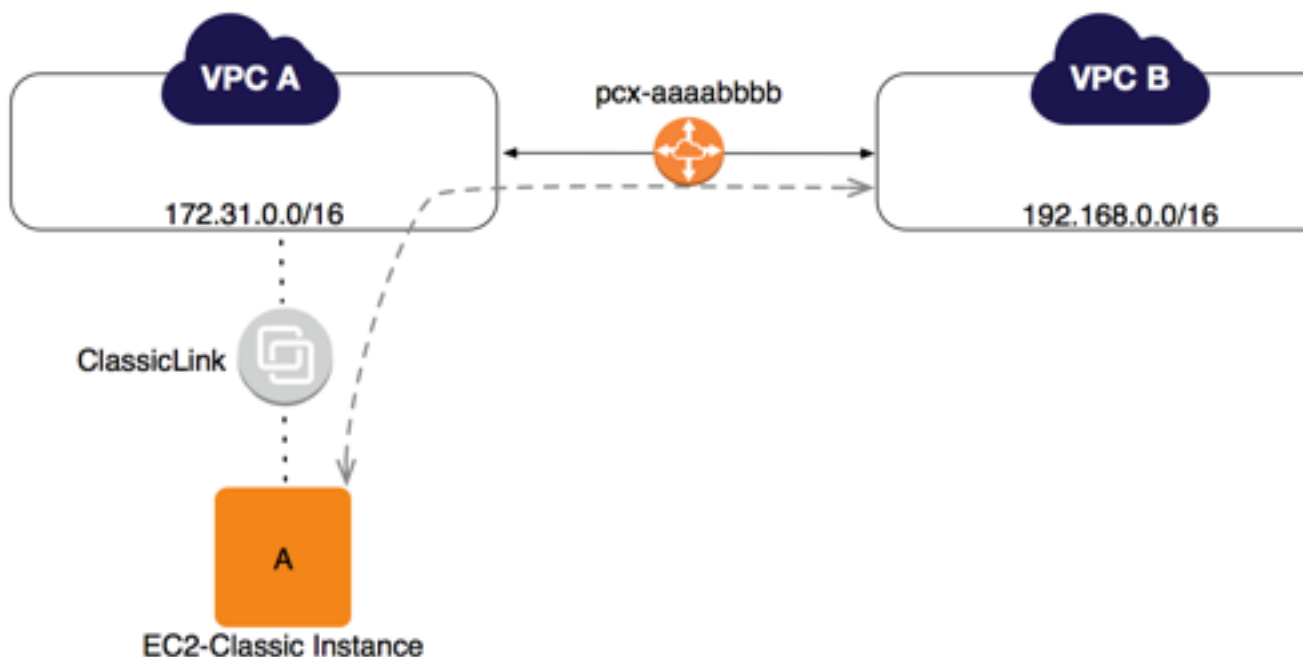 VPC A
VPC B
pcx-aaaabbbb
172.31.0.0/16
192.168.0.0/16
ClassicLink
A
EC2-Classic Instance